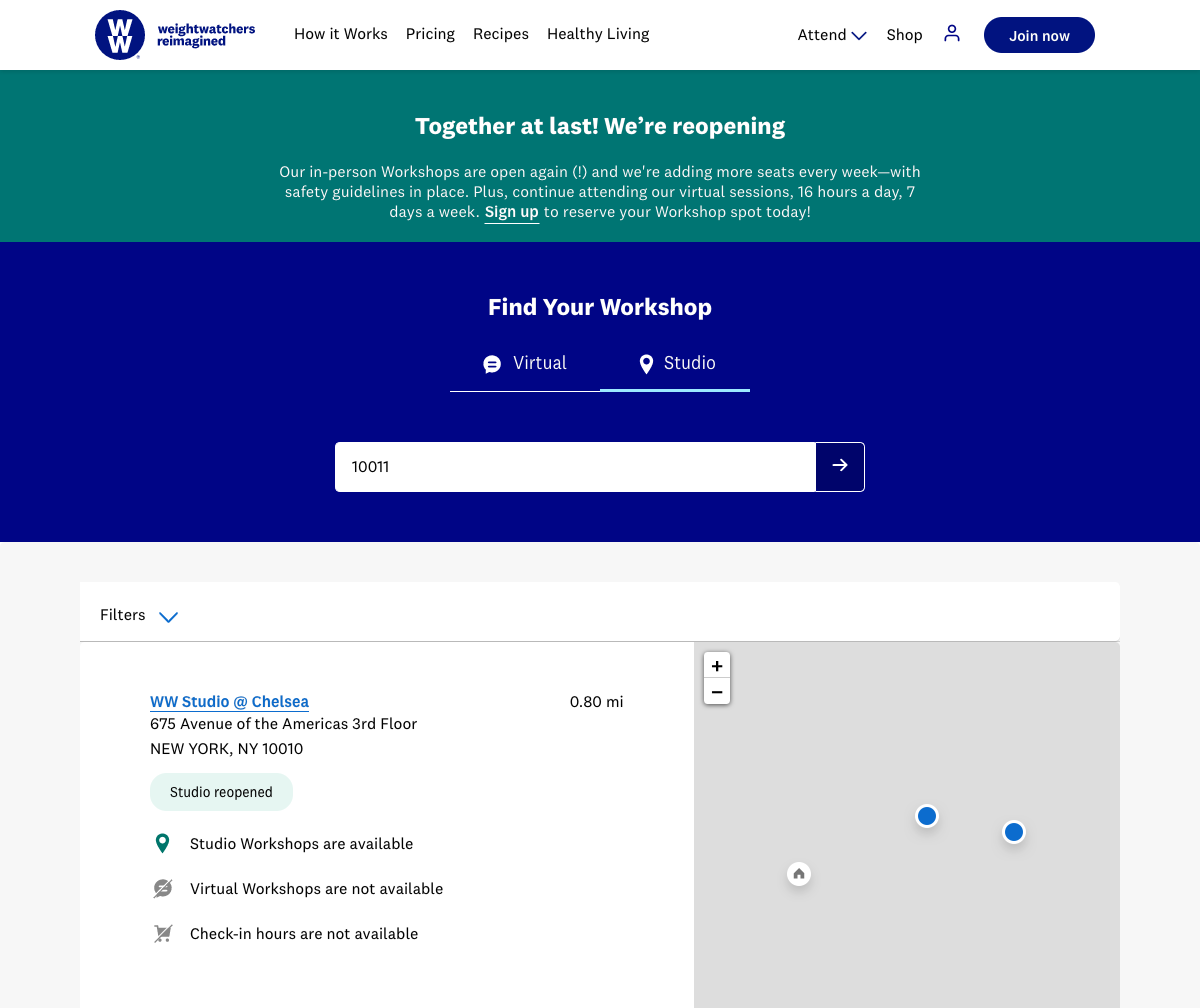 WW
weightwatchers
reimagined
How it Works Pricing Recipes Healthy Living Attend Shop Join now
Together at last! We're reopening
Our in-person Workshops are open again (!) and we're adding more seats every week—with
safety guidelines in place. Plus, continue attending our virtual sessions, 16 hours a day, 7
days a week. Sign up to reserve your Workshop spot today!
Find Your Workshop
Virtual Studio
10011
Filters
WW Studio @ Chelsea 0.80 mi
675 Avenue of the Americas 3rd Floor
NEW YORK, NY 10010
Studio reopened
Studio Workshops are available
Virtual Workshops are not available
Check-in hours are not available
+
−